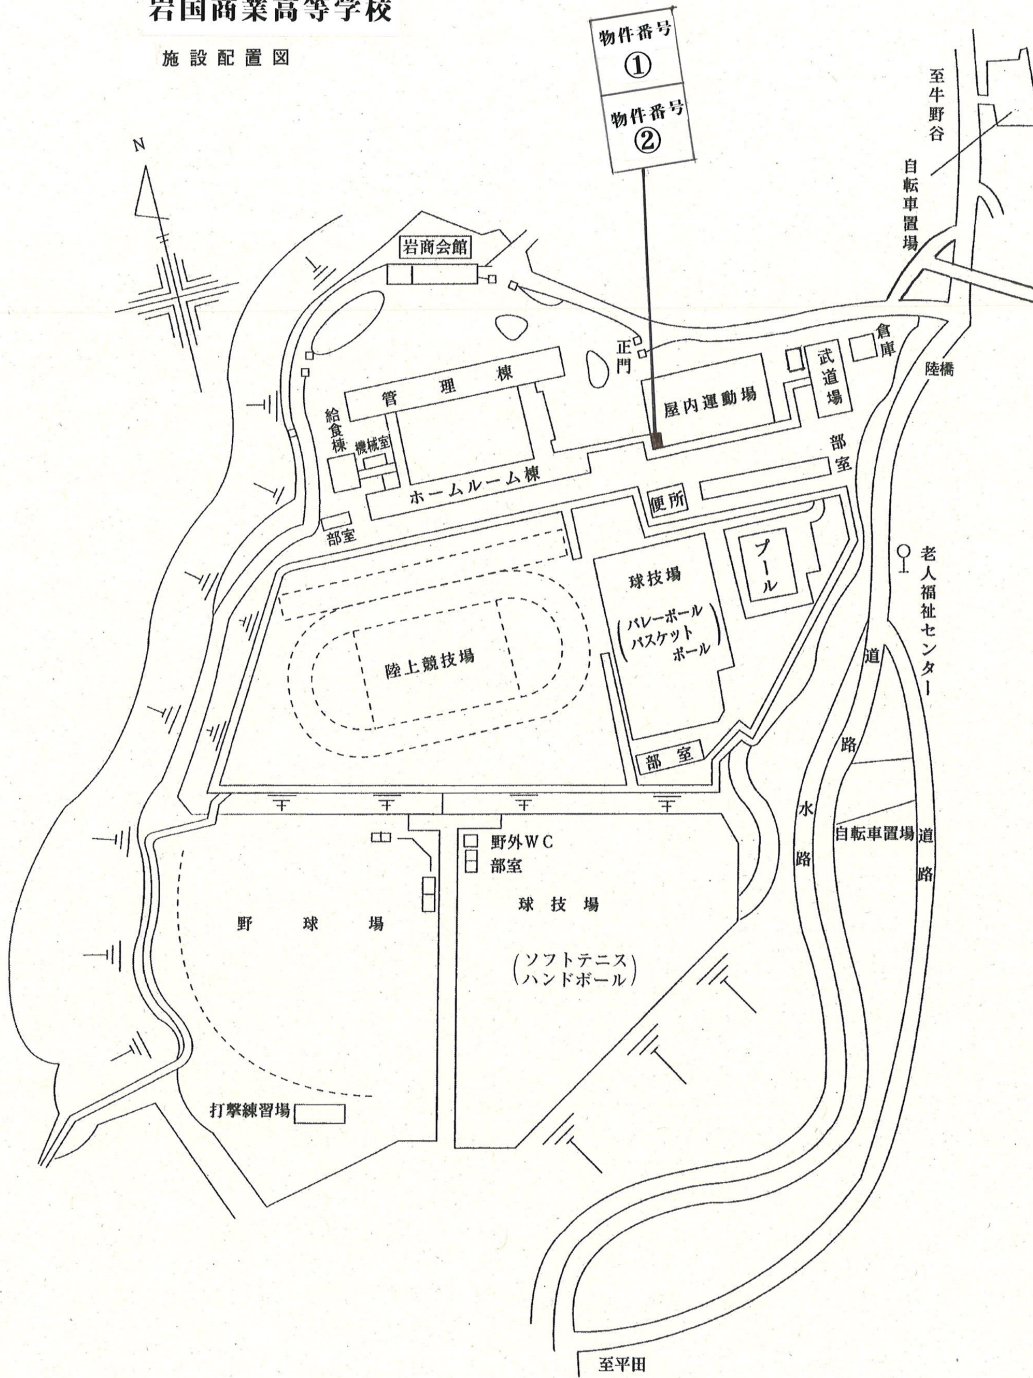 岩国商業高等学校
施設配置図
物件番号
①
物件番号
②
至牛野谷
自転車置場
N
岩商会館
正門
倉庫
武道場
陸橋
管理棟
屋内運動場
給食棟
機械室
ホームルーム棟
部室
便所
部室
プール
球技場
(バレーボール
バスケット
ボール)
老人福祉センター
陸上競技場
道路
部室
水路
自転車置場
道路
野外WC
部室
野球場
球技場
(ソフトテニス
ハンドボール)
打撃練習場
至平田